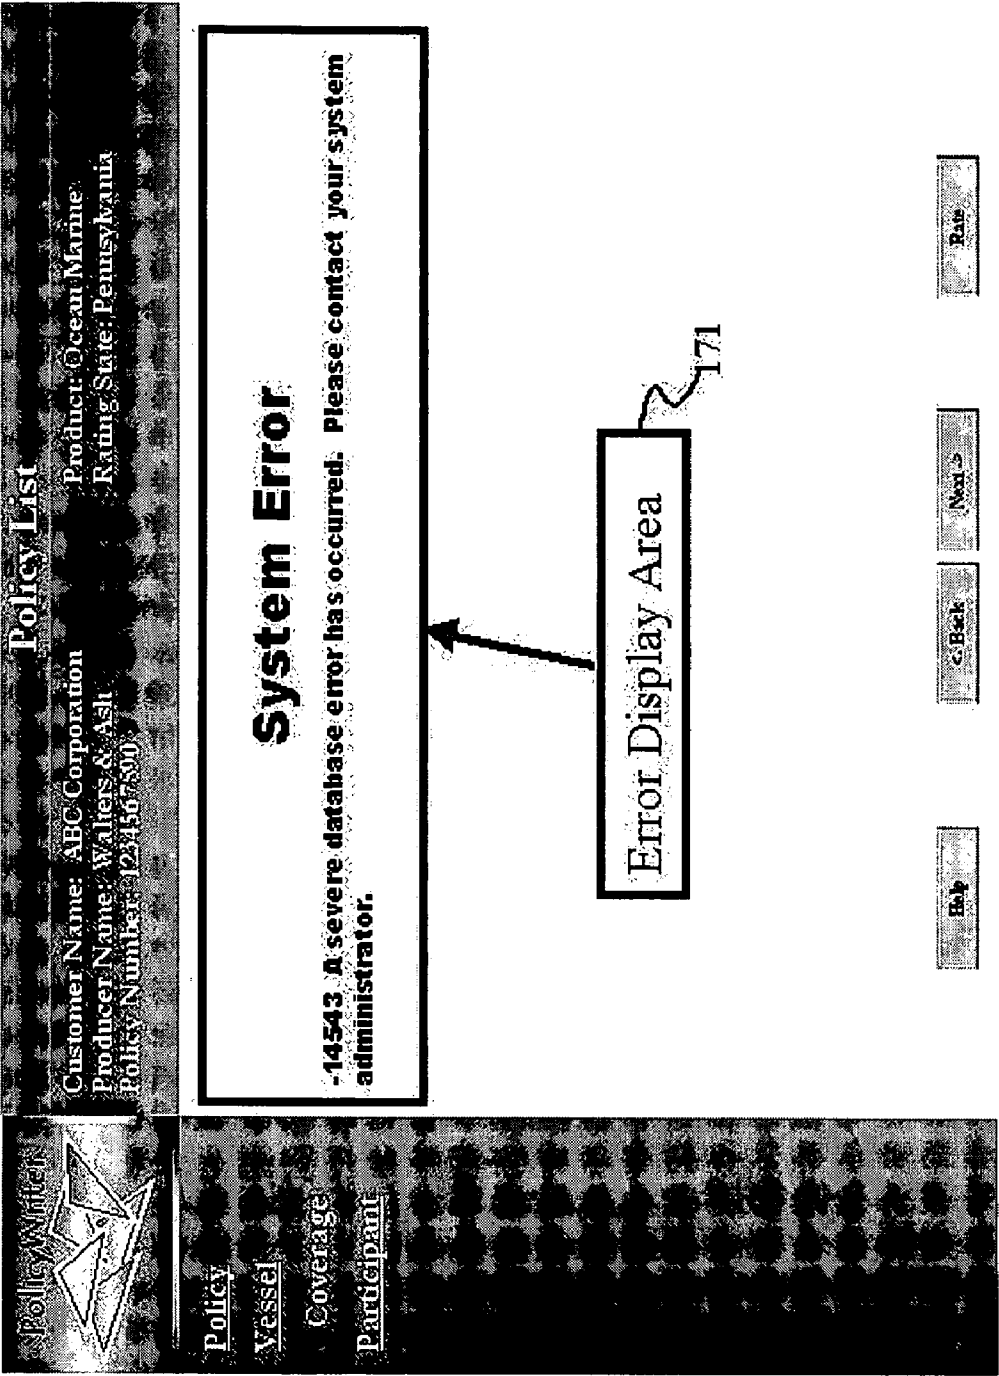 PolicyWriter
Policy List
Customer Name: ABC Corporation
Product: Ocean Marine
Producer Name: Walters & Ash
Rating State: Pennsylvania
Policy Number: 1234567890
Policy
Vessel
Coverage
Participant
System Error
-14543 A severe database error has occurred. Please contact your system
administrator.
Error Display Area
171
Help
< Back
Next >
Rate